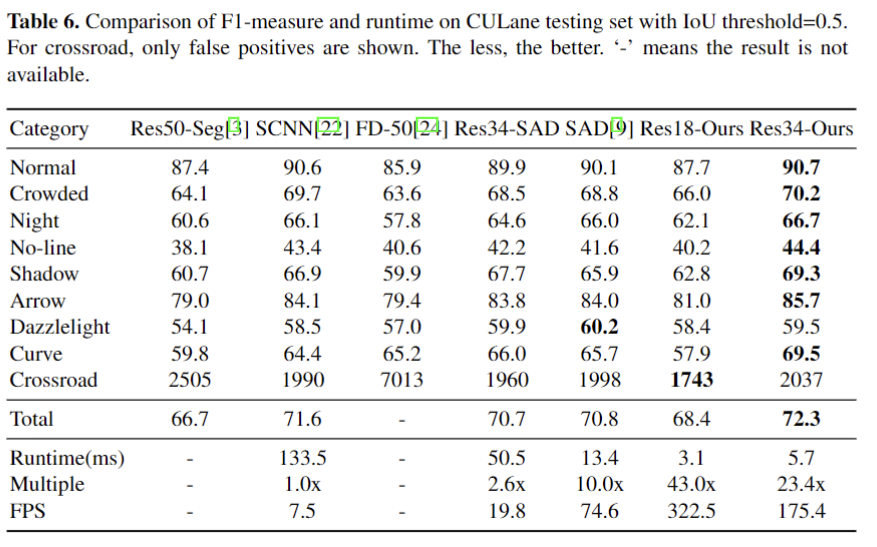 Table 6. Comparison of F1-measure and runtime on CULane testing set with IoU threshold=0.5.
For crossroad, only false positives are shown. The less, the better. ‘-’ means the result is not
available.
Category Res50-Seg[3] SCNN[22] FD-50[24] Res34-SAD SAD[9] Res18-Ours Res34-Ours
Normal 87.4 90.6 85.9 89.9 90.1 87.7 90.7
Crowded 64.1 69.7 63.6 68.5 68.8 66.0 70.2
Night 60.6 66.1 57.8 64.6 66.0 62.1 66.7
No-line 38.1 43.4 40.6 42.2 41.6 40.2 44.4
Shadow 60.7 66.9 59.9 67.7 65.9 62.8 69.3
Arrow 79.0 84.1 79.4 83.8 84.0 81.0 85.7
Dazzlelight 54.1 58.5 57.0 59.9 60.2 58.4 59.5
Curve 59.8 64.4 65.2 66.0 65.7 57.9 69.5
Crossroad 2505 1990 7013 1960 1998 1743 2037
Total 66.7 71.6 - 70.7 70.8 68.4 72.3
Runtime(ms) - 133.5 - 50.5 13.4 3.1 5.7
Multiple - 1.0x - 2.6x 10.0x 43.0x 23.4x
FPS - 7.5 - 19.8 74.6 322.5 175.4